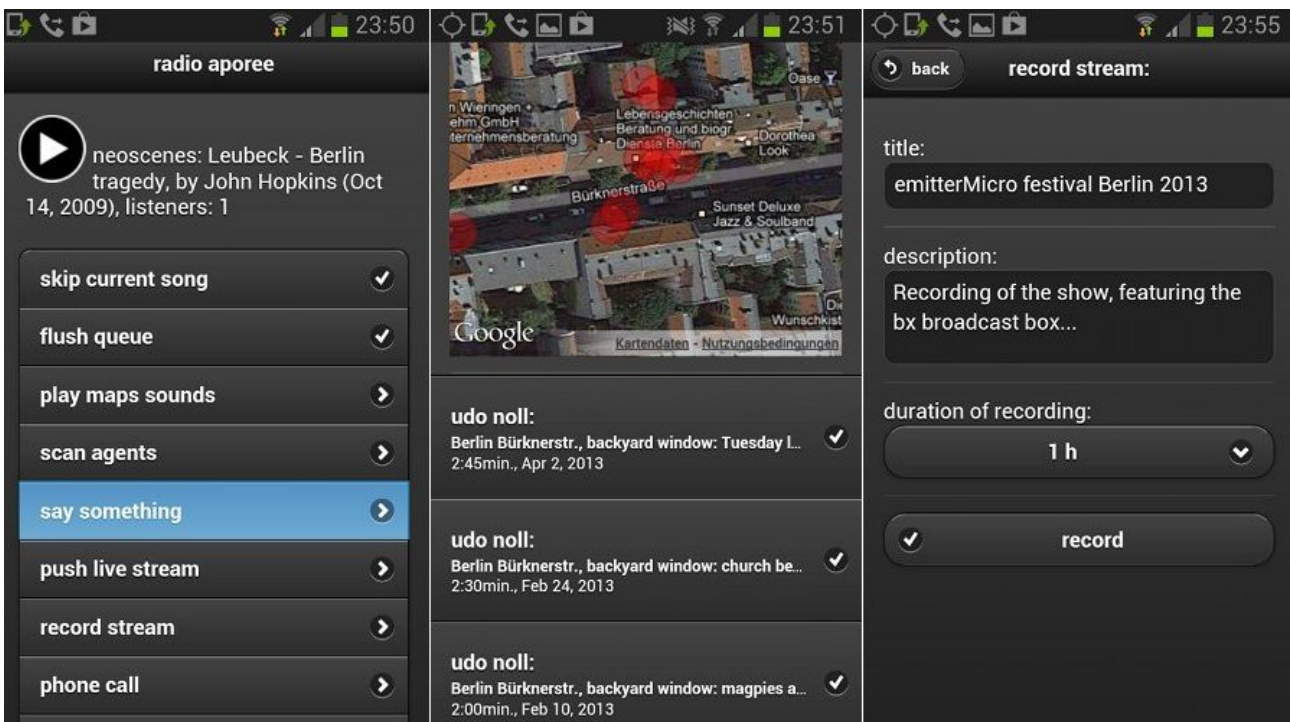 23:50
radio aporee
neoscenes: Leubeck - Berlin
tragedy, by John Hopkins (Oct
14, 2009), listeners: 1
skip current song
flush queue
play maps sounds
scan agents
say something
push live stream
record stream
phone call
23:51
Oase
n Wieringen +
ehm GmbH
ternehmensberatung
Lebensgeschichten
Beratung und biogr
Dienste Berlin
Dorothea
Look
Bürknerstraße
Sunset Deluxe
Jazz & Soulband
Wunschkist
Google
Kartendaten - Nutzungsbedingungen
udo noll:
Berlin Bürknerstr., backyard window: Tuesday l...
2:45min., Apr 2, 2013
udo noll:
Berlin Bürknerstr., backyard window: church be...
2:30min., Feb 24, 2013
udo noll:
Berlin Bürknerstr., backyard window: magpies a...
2:00min., Feb 10, 2013
23:55
back
record stream:
title:
emitterMicro festival Berlin 2013
description:
Recording of the show, featuring the
bx broadcast box...
duration of recording:
1 h
record